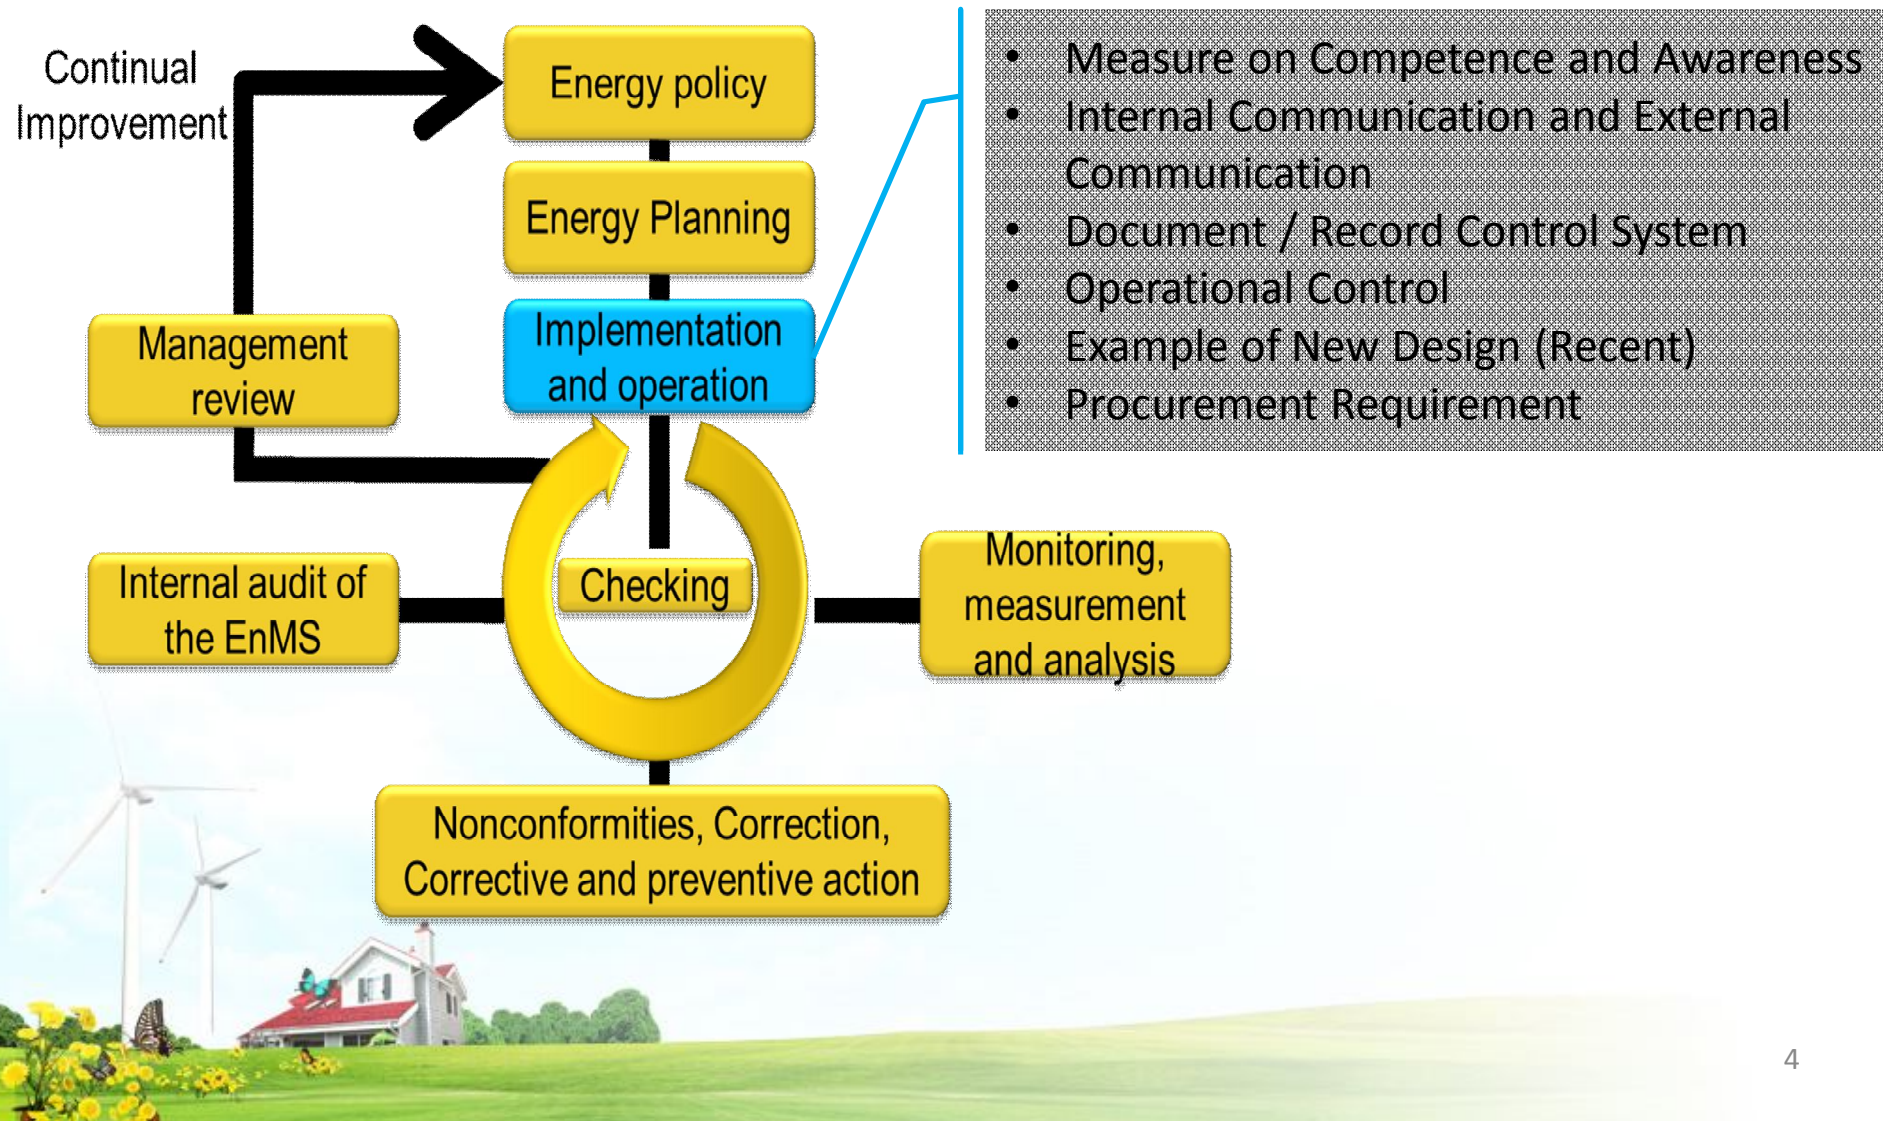 Continual
Improvement
Energy policy
Energy Planning
Implementation
and operation
• Measure on Competence and Awareness
• Internal Communication and External
Communication
• Document / Record Control System
• Operational Control
• Example of New Design (Recent)
• Procurement Requirement
Management
review
Checking
Internal audit of
the EnMS
Monitoring,
measurement
and analysis
Nonconformities, Correction,
Corrective and preventive action
4